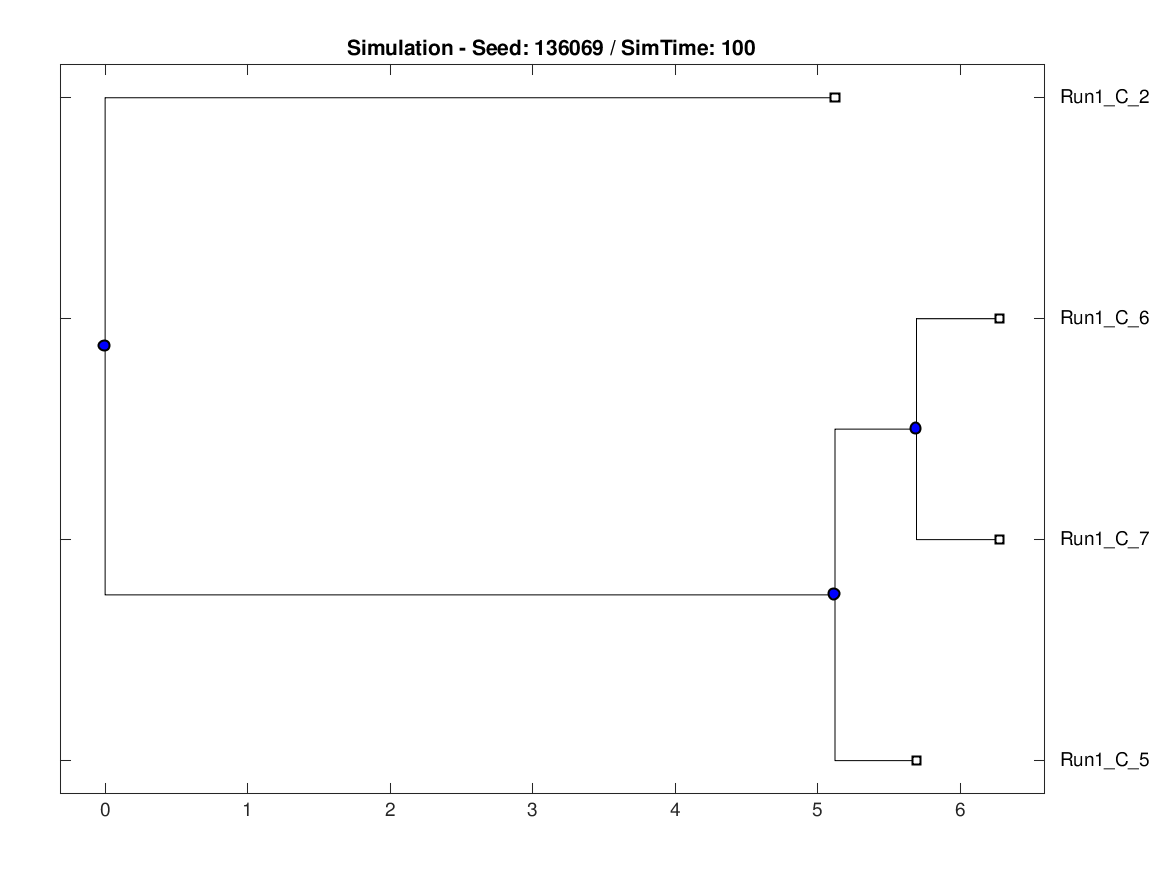 Simulation - Seed: 136069 / SimTime: 100
Run1_C_2
Run1_C_6
Run1_C_7
Run1_C_5
0 1 2 3 4 5 6